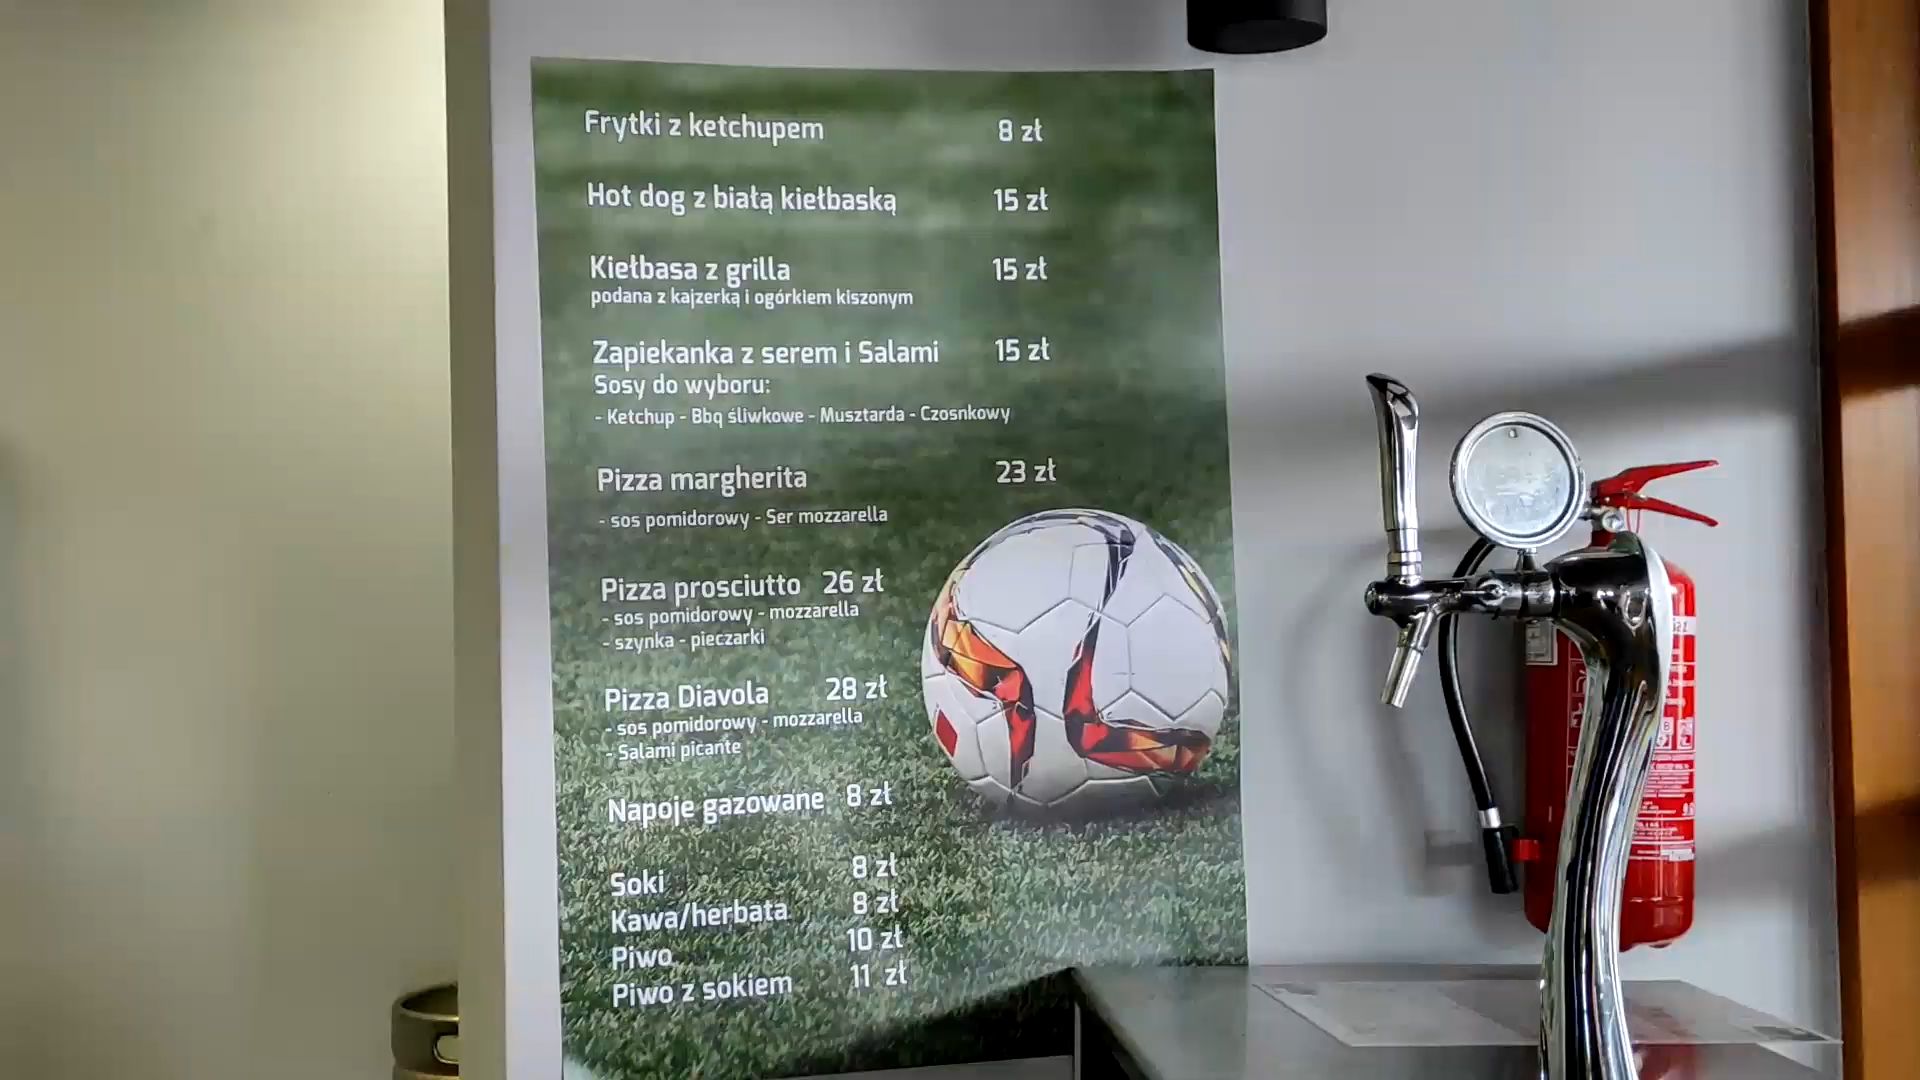 Frytki z ketchupem 8 zł
Hot dog z białą kiełbaską 15 zł
Kiełbasa z grilla 15 zł
podana z kajzerką i ogórkiem kiszonym
Zapiekanka z serem i Salami 15 zł
Sosy do wyboru:
- Ketchup - Bbq śliwkowe - Musztarda - Czosnkowy
Pizza margherita 23 zł
- sos pomidorowy - Ser mozzarella
Pizza prosciutto 26 zł
- sos pomidorowy - mozzarella
- szynka - pieczarki
Pizza Diavola 28 zł
- sos pomidorowy - mozzarella
- Salami picante
Napoje gazowane 8 zł
Soki 8 zł
Kawa/herbata 8 zł
Piwo 10 zł
Piwo z sokiem 11 zł